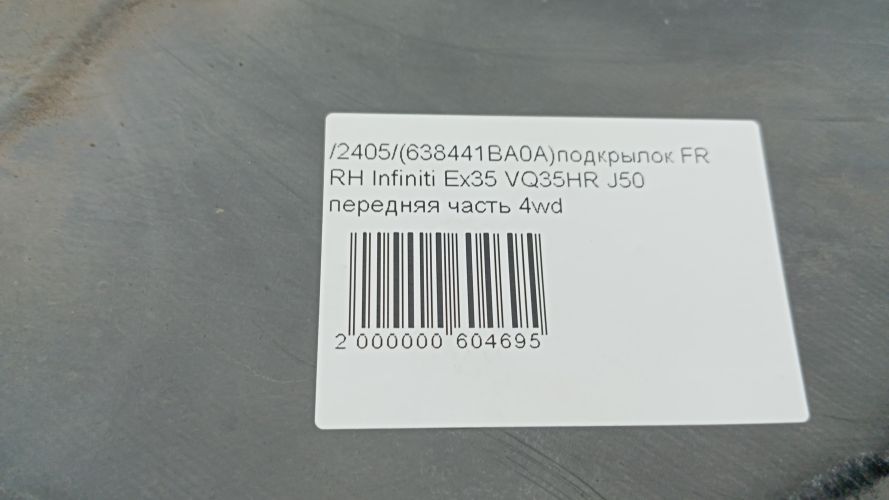 /2405/(638441BA0A)подкрылок FR
RH Infiniti Ex35 VQ35HR J50
передняя часть 4wd
2 000000 604695